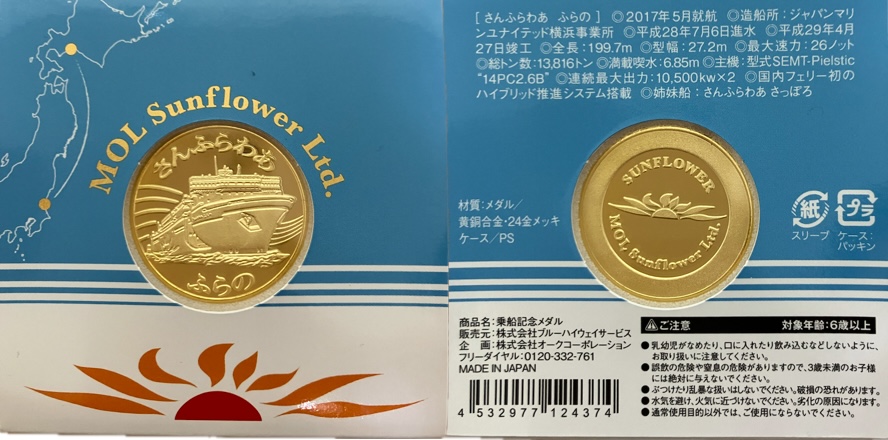 MOL Sunflower Ltd.
さんふらわあ
ふらの
[ さんふらわあ ふらの ] ◎2017年5月就航 ◎造船所：ジャパンマリ
ンユナイテッド横浜事業所 ◎平成28年7月6日進水 ◎平成29年4月
27日竣工 ◎全長：199.7m ◎型幅：27.2m ◎最大速力：26ノット
◎総トン数：13,816トン ◎満載喫水：6.85m ◎主機：型式SEMT-Pielstic
“14PC2.6B” ◎連続最大出力：10,500kw×2 ◎国内フェリー初の
ハイブリッド推進システム搭載 ◎姉妹船：さんふらわあ さっぽろ
SUNFLOWER
MOL Sunflower Ltd.
材質：メダル/
黄銅合金・24金メッキ
ケース/PS
紙
スリーブ
プラ
ケース：
パッキン
商品名：乗船記念メダル
販売元：株式会社ブルーハイウェイサービス
企 画：株式会社オークコーポレーション
フリーダイヤル：0120-332-761
MADE IN JAPAN
4 532977 124374
ご注意 対象年齢：6歳以上
●乳幼児がなめたり、口に入れたり飲み込むなどしないように、
お取り扱いに注意してください。
●誤飲の危険や窒息の危険がありますので、3歳未満のお子様
には絶対に与えないでください。
●ぶつけたり乱暴な扱いはしないでください。破損の恐れがあります。
●水気を避け、火気に近づけないでください。劣化の原因になります。
●通常使用目的以外では、ご使用にならないでください。